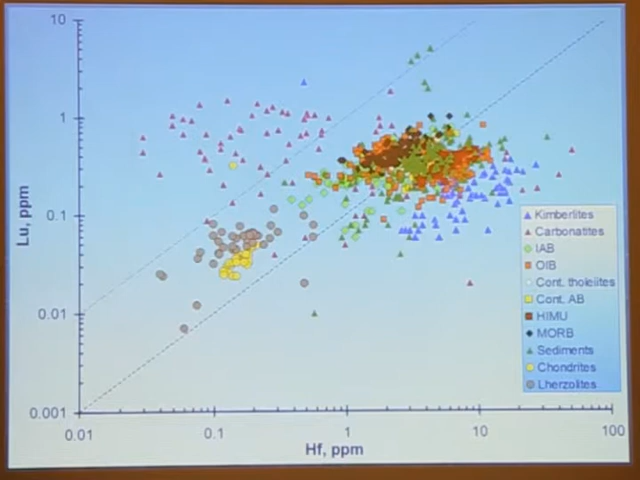 10
1
0.1
0.01
0.001
Lu, ppm
0.01 0.1 1 10 100
Hf, ppm
Kimberlites
Carbonatites
IAB
OIB
Cont. tholeiites
Cont. AB
HIMU
MORB
Sediments
Chondrites
Lherzolites